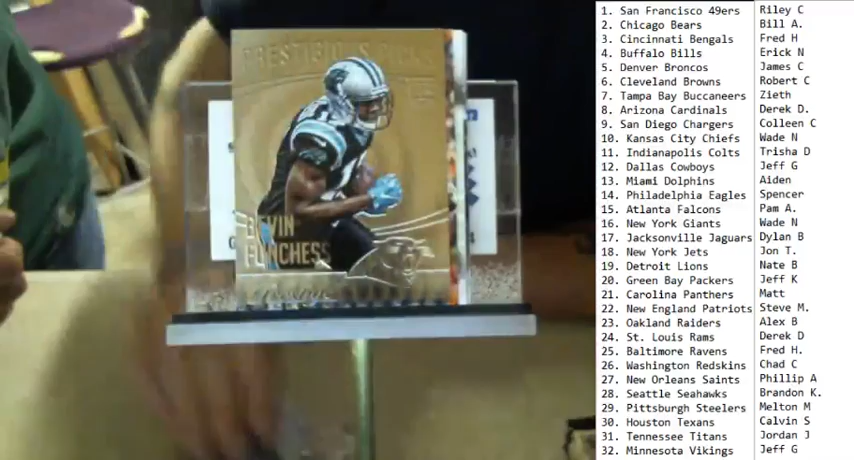 PRESTIGIOUS PICKS
DEVIN
FUNCHESS
1. San Francisco 49ers Riley C
2. Chicago Bears Bill A.
3. Cincinnati Bengals Fred H
4. Buffalo Bills Erick N
5. Denver Broncos James C
6. Cleveland Browns Robert C
7. Tampa Bay Buccaneers Zieth
8. Arizona Cardinals Derek D.
9. San Diego Chargers Colleen C
10. Kansas City Chiefs Wade N
11. Indianapolis Colts Trisha D
12. Dallas Cowboys Jeff G
13. Miami Dolphins Aiden
14. Philadelphia Eagles Spencer
15. Atlanta Falcons Pam A.
16. New York Giants Wade N
17. Jacksonville Jaguars Dylan B
18. New York Jets Jon T.
19. Detroit Lions Nate B
20. Green Bay Packers Jeff K
21. Carolina Panthers Matt
22. New England Patriots Steve M.
23. Oakland Raiders Alex B
24. St. Louis Rams Derek D
25. Baltimore Ravens Fred H.
26. Washington Redskins Chad C
27. New Orleans Saints Phillip A
28. Seattle Seahawks Brandon K.
29. Pittsburgh Steelers Melton M
30. Houston Texans Calvin S
31. Tennessee Titans Jordan J
32. Minnesota Vikings Jeff G